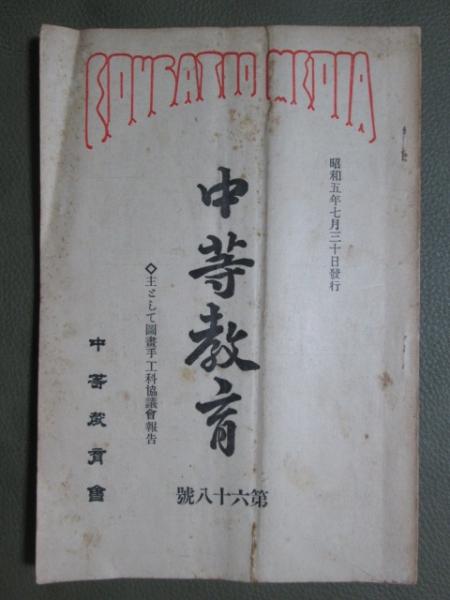 EDUCATIO MEDIA
昭和五年七月三十日發行
中等教育
第六十八號
◇主として圖畫手工科協議會報告
中等敎育會